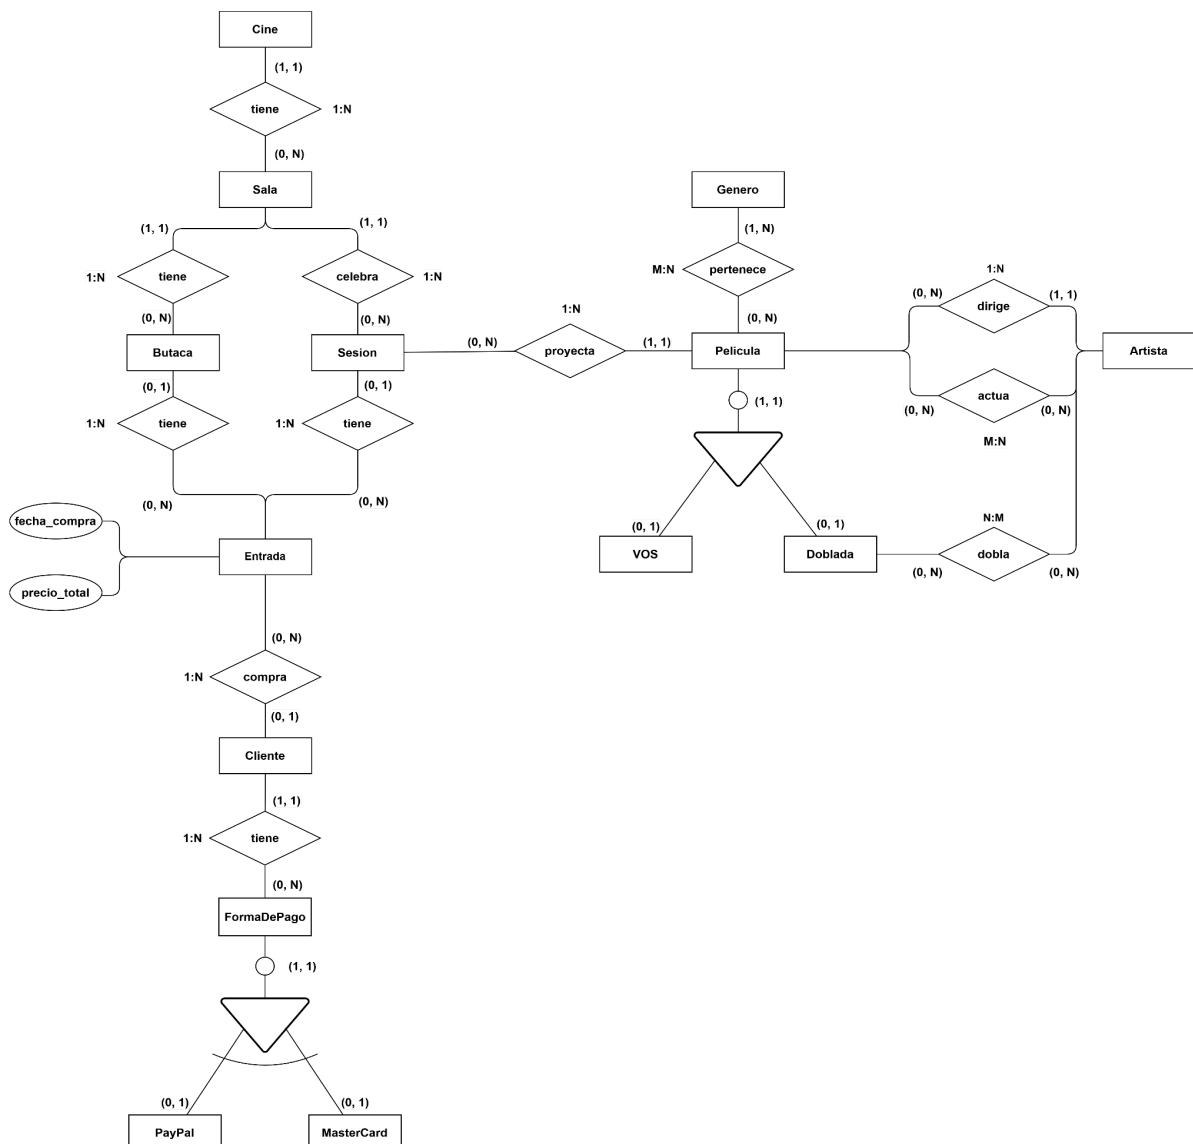 Cine
(1, 1)
tiene 1:N
(0, N)
Sala
(1, 1) (1, 1)
1:N tiene celebra 1:N
(0, N) (0, N)
Butaca Sesion
(0, 1) (0, 1)
1:N tiene 1:N tiene
(0, N) (0, N)
fecha_compra
Entrada
precio_total
(0, N)
1:N compra
(0, 1)
Cliente
(1, 1)
1:N tiene
(0, N)
FormaDePago
(1, 1)
(0, 1) (0, 1)
PayPal MasterCard
1:N
(0, N) proyecta (1, 1)
Genero
(1, N)
M:N pertenece
(0, N)
Pelicula
(1, 1)
(0, 1) (0, 1)
VOS Doblada
1:N
(0, N) dirige (1, 1)
Artista
actua
(0, N) (0, N)
M:N
N:M
dobla
(0, N) (0, N)